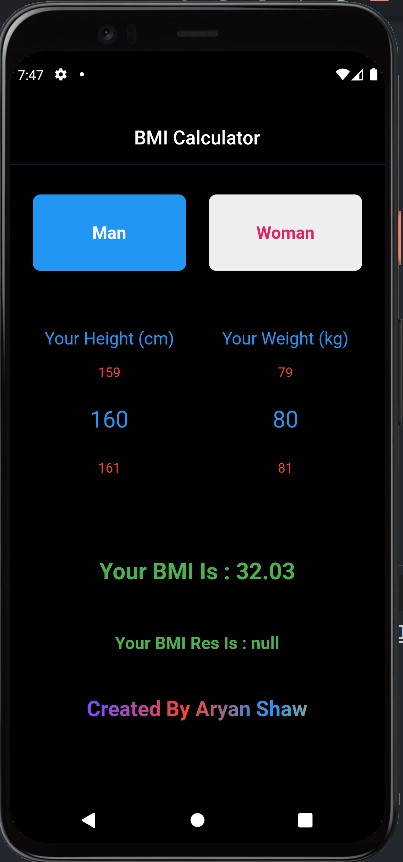 7:47
BMI Calculator
Man Woman
Your Height (cm) Your Weight (kg)
159 79
160 80
161 81
Your BMI Is : 32.03
Your BMI Res Is : null
Created By Aryan Shaw